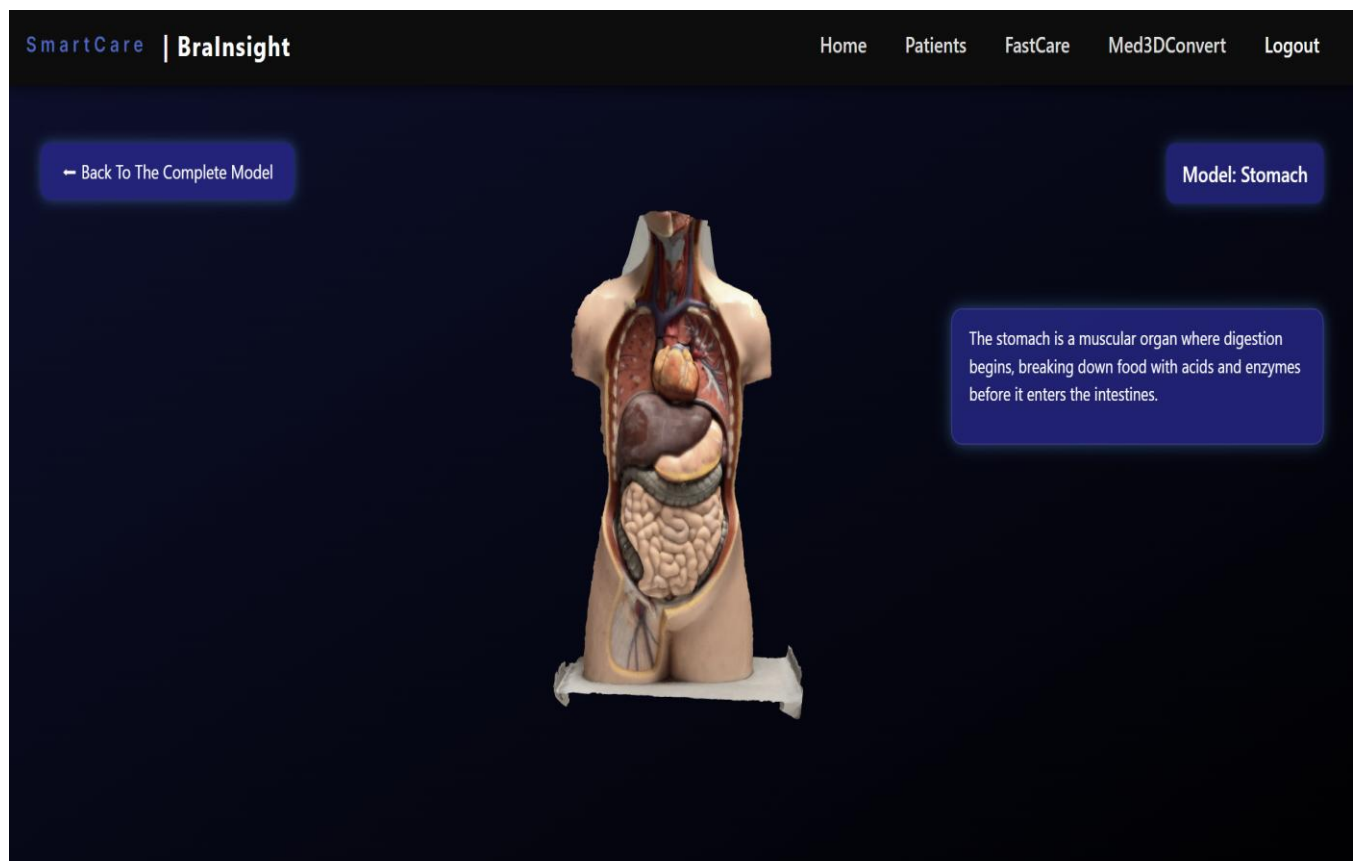 SmartCare | BraInsight Home Patients FastCare Med3DConvert Logout
← Back To The Complete Model
Model: Stomach
The stomach is a muscular organ where digestion
begins, breaking down food with acids and enzymes
before it enters the intestines.